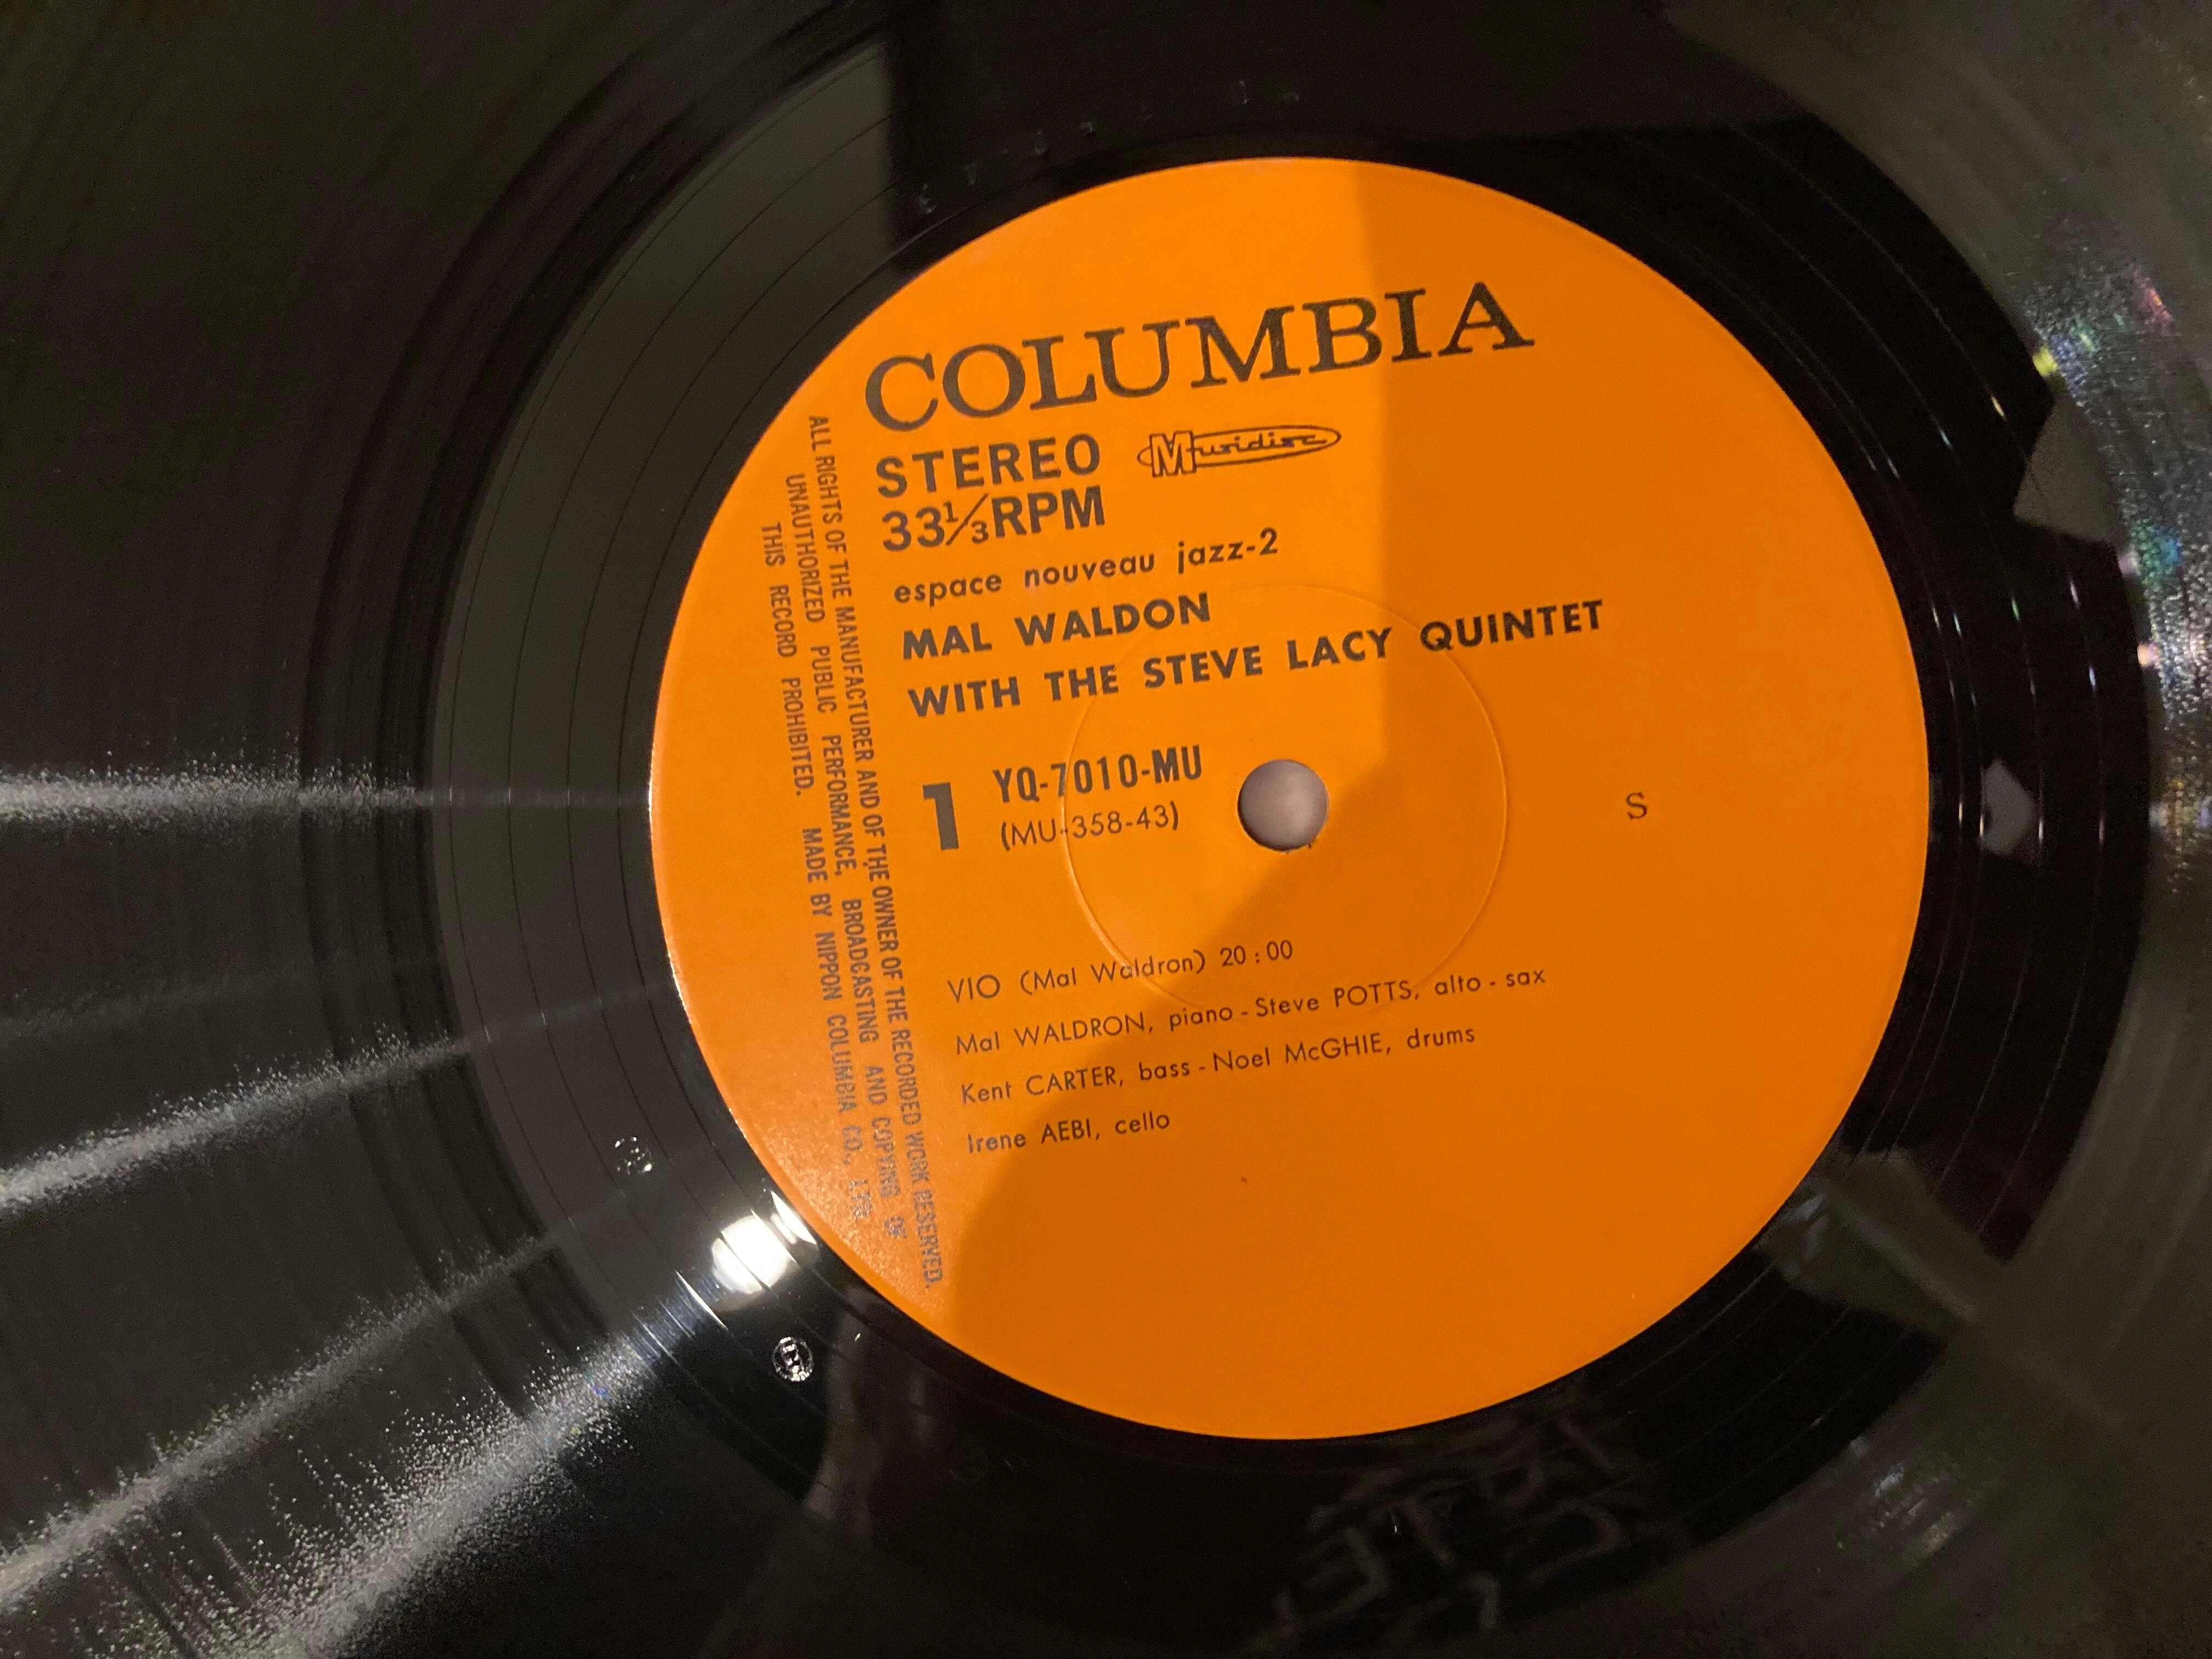 COLUMBIA
STEREO Musidisc
33⅓RPM
espace nouveau jazz-2
MAL WALDON
WITH THE STEVE LACY QUINTET
1 YQ-7010-MU
(MU-358-43)
S
VIO (Mal Waldron) 20:00
Mal WALDRON, piano - Steve POTTS, alto - sax
Kent CARTER, bass - Noel McGHIE, drums
Irene AEBI, cello
ALL RIGHTS OF THE MANUFACTURER AND OF THE OWNER OF THE RECORDED WORK RESERVED.
UNAUTHORIZED PUBLIC PERFORMANCE, BROADCASTING AND COPYING OF
THIS RECORD PROHIBITED. MADE BY NIPPON COLUMBIA CO., LTD.